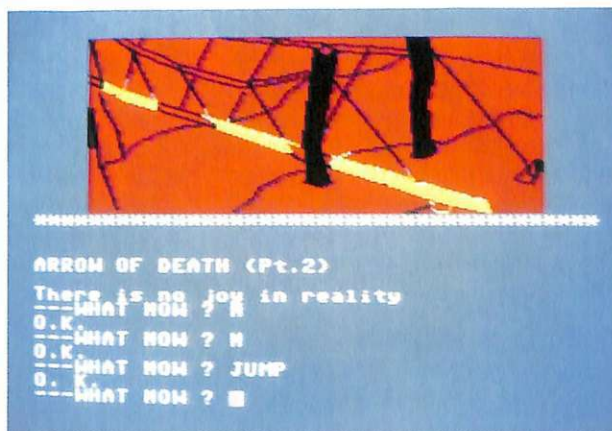 ARROW OF DEATH (Pt.2)
There is no joy in reality
---WHAT NOW ? N
O.K.
---WHAT NOW ? N
O.K.
---WHAT NOW ? JUMP
O. K.
---WHAT NOW ?